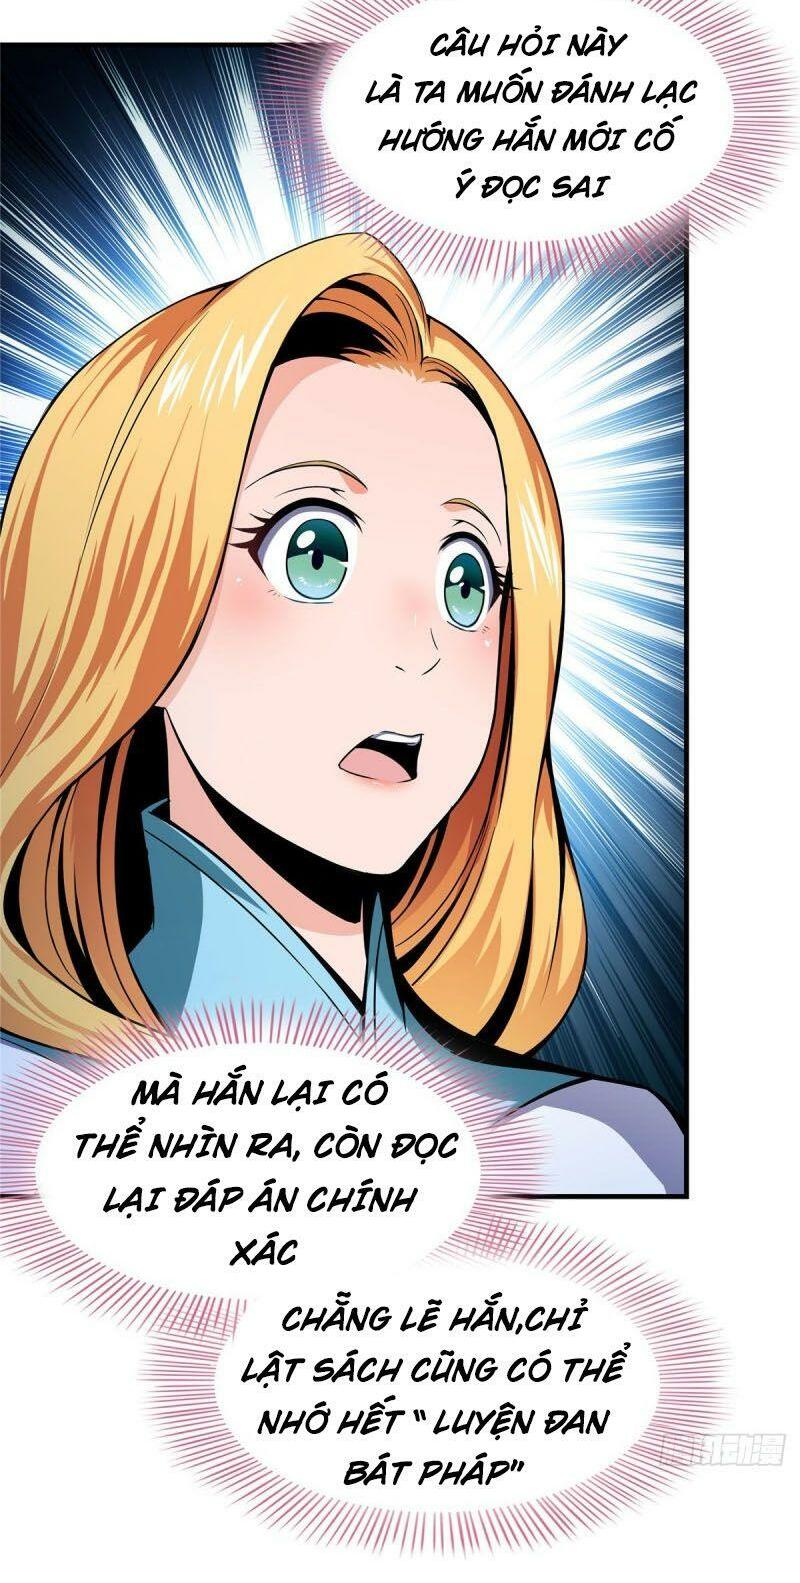 CÂU HỎI NÀY
LÀ TA MUỐN ĐÁNH LẠC
HƯỚNG HẮN MỚI CỐ
Ý ĐỌC SAI
MÀ HẮN LẠI CÓ
THỂ NHÌN RA, CÒN ĐỌC
LẠI ĐÁP ÁN CHÍNH
XÁC
CHẴNG LẼ HẮN,CHỈ
LẬT SÁCH CŨNG CÓ THỂ
NHỚ HẾT “ LUYỆN ĐAN
BÁT PHÁP”